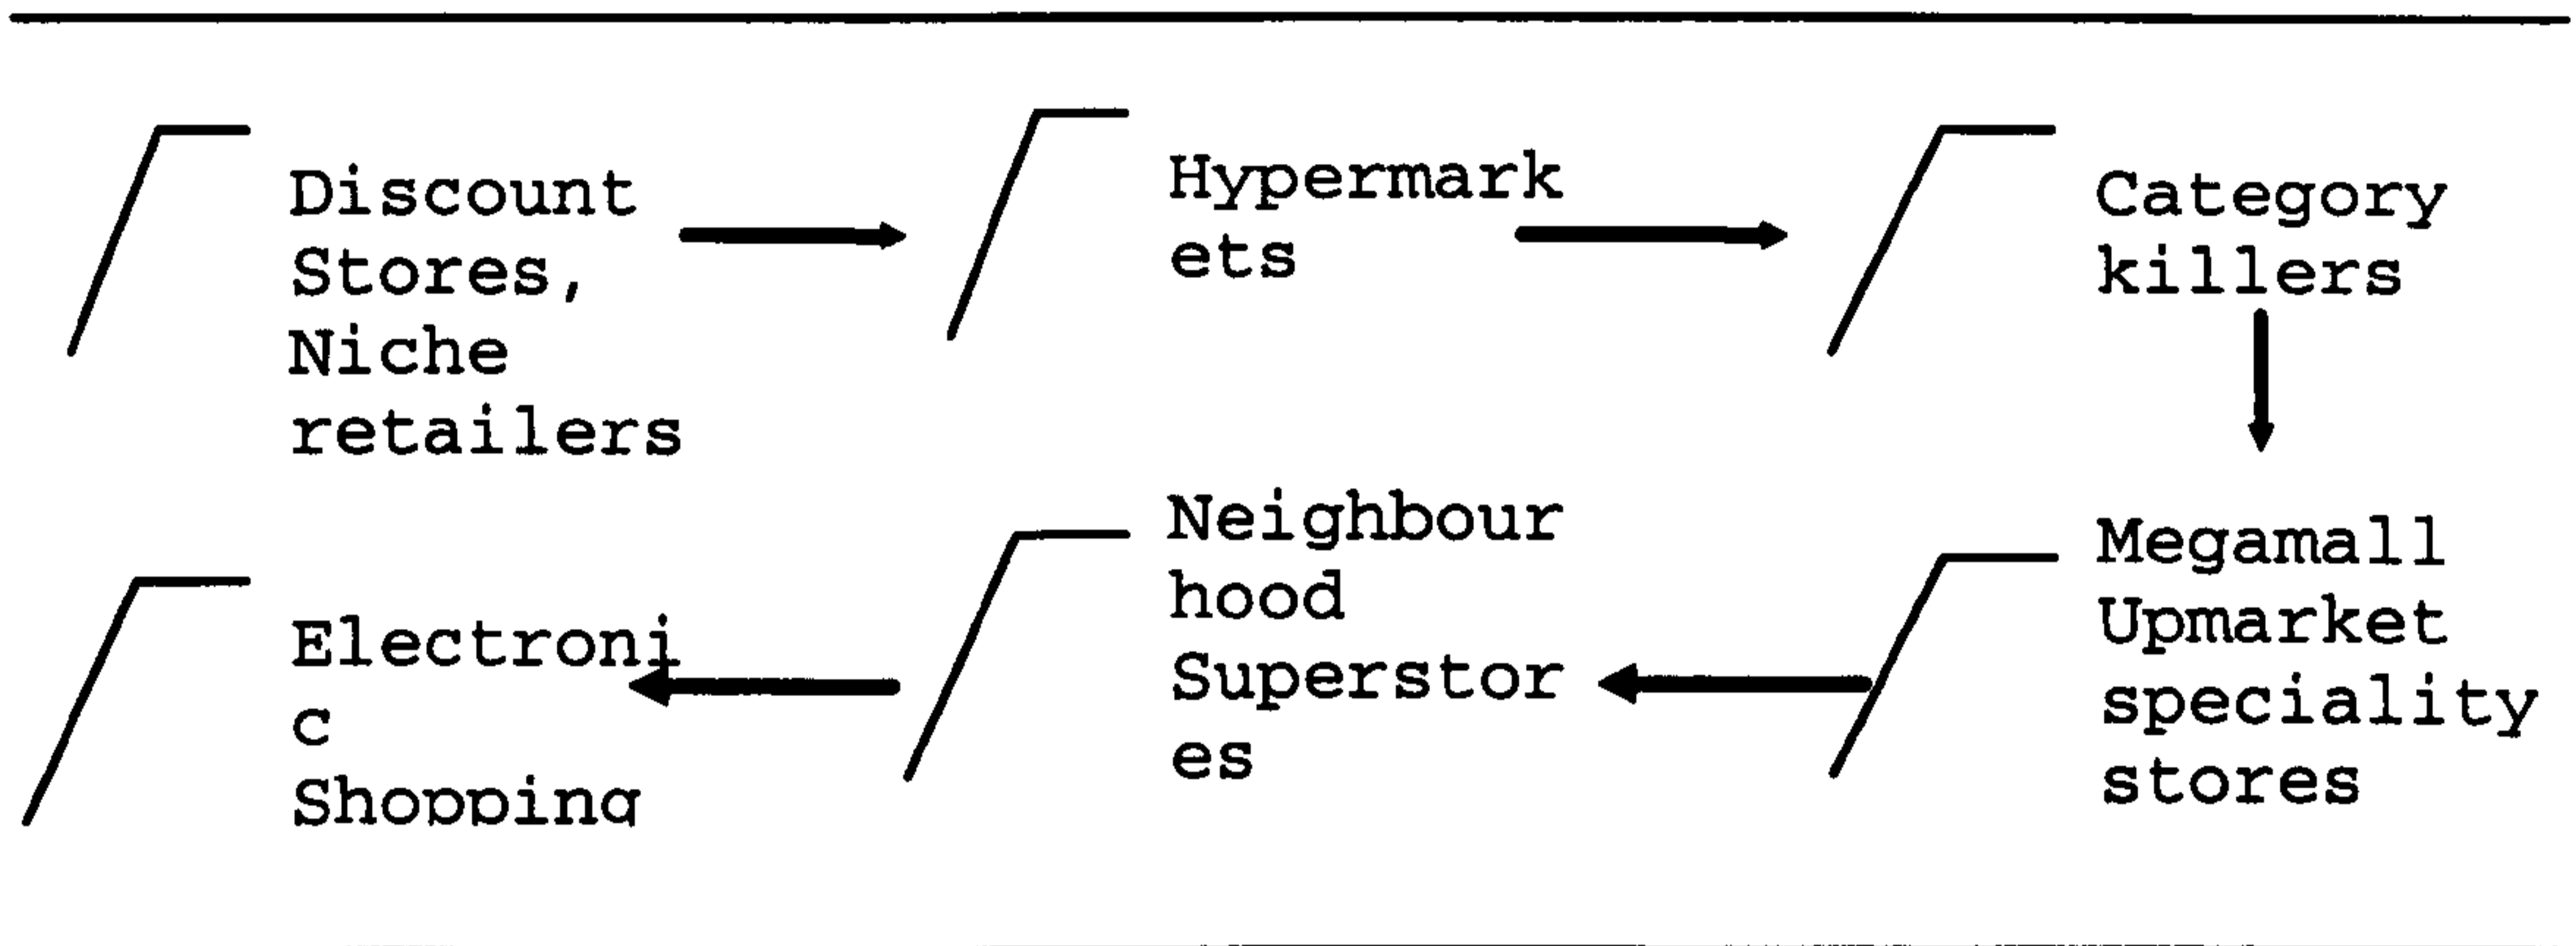 Discount
Stores,
Niche
retailers
Hypermark
ets
Category
killers
Megamall
Upmarket
speciality
stores
Neighbour
hood
Superstor
es
Electroni
c
Shopping